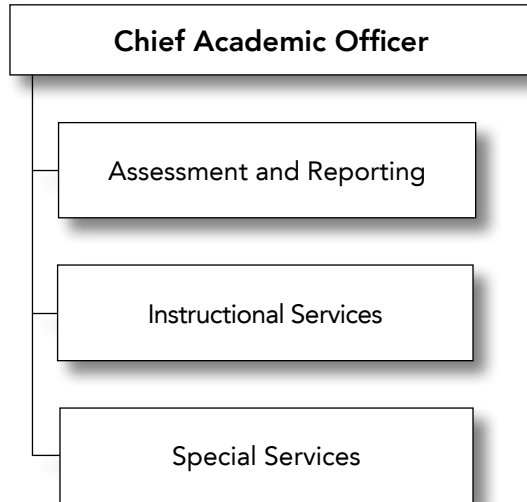 Chief Academic Officer
Assessment and Reporting
Instructional Services
Special Services